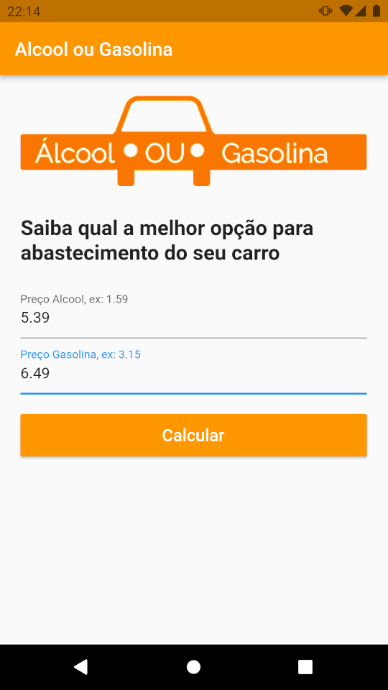 22:14
Alcool ou Gasolina
Álcool OU Gasolina
Saiba qual a melhor opção para
abastecimento do seu carro
Preço Alcool, ex: 1.59
5.39
Preço Gasolina, ex: 3.15
6.49
Calcular